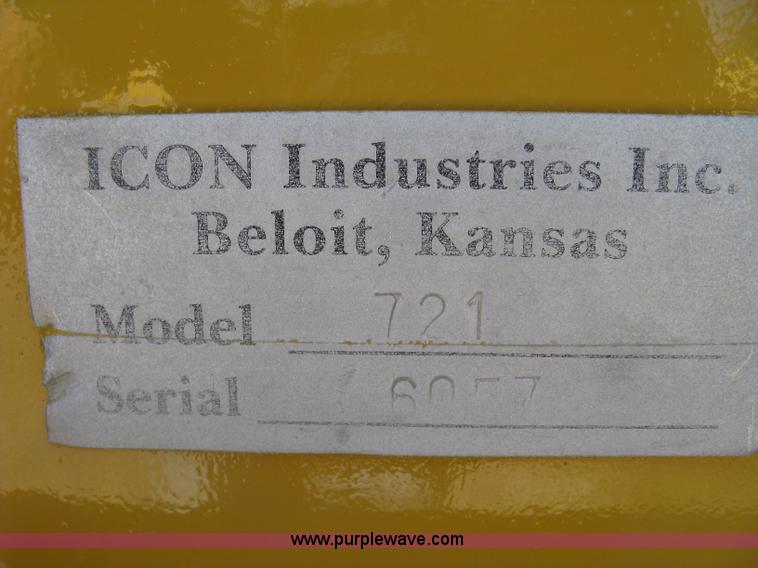 ICON Industries Inc.
Beloit, Kansas
Model 721
Serial
www.purplewave.com